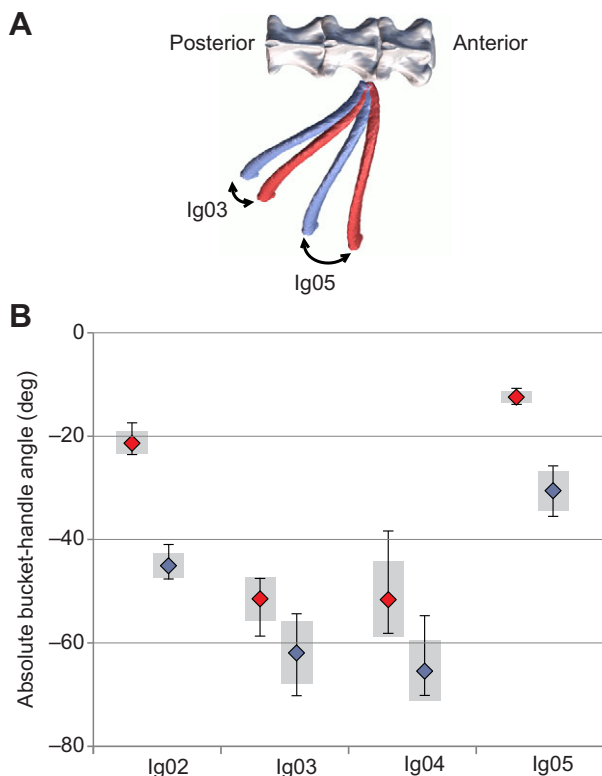 A
Posterior Anterior
Ig03
Ig05
B
Absolute bucket-handle angle (deg)
0
–20
–40
–60
–80
Ig02 Ig03 Ig04 Ig05